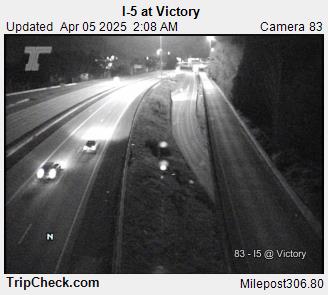 I-5 at Victory
Updated Apr 05 2025 2:08 AM Camera 83
T
N
83 - I5 @ Victory
TripCheck.com Milepost306.80